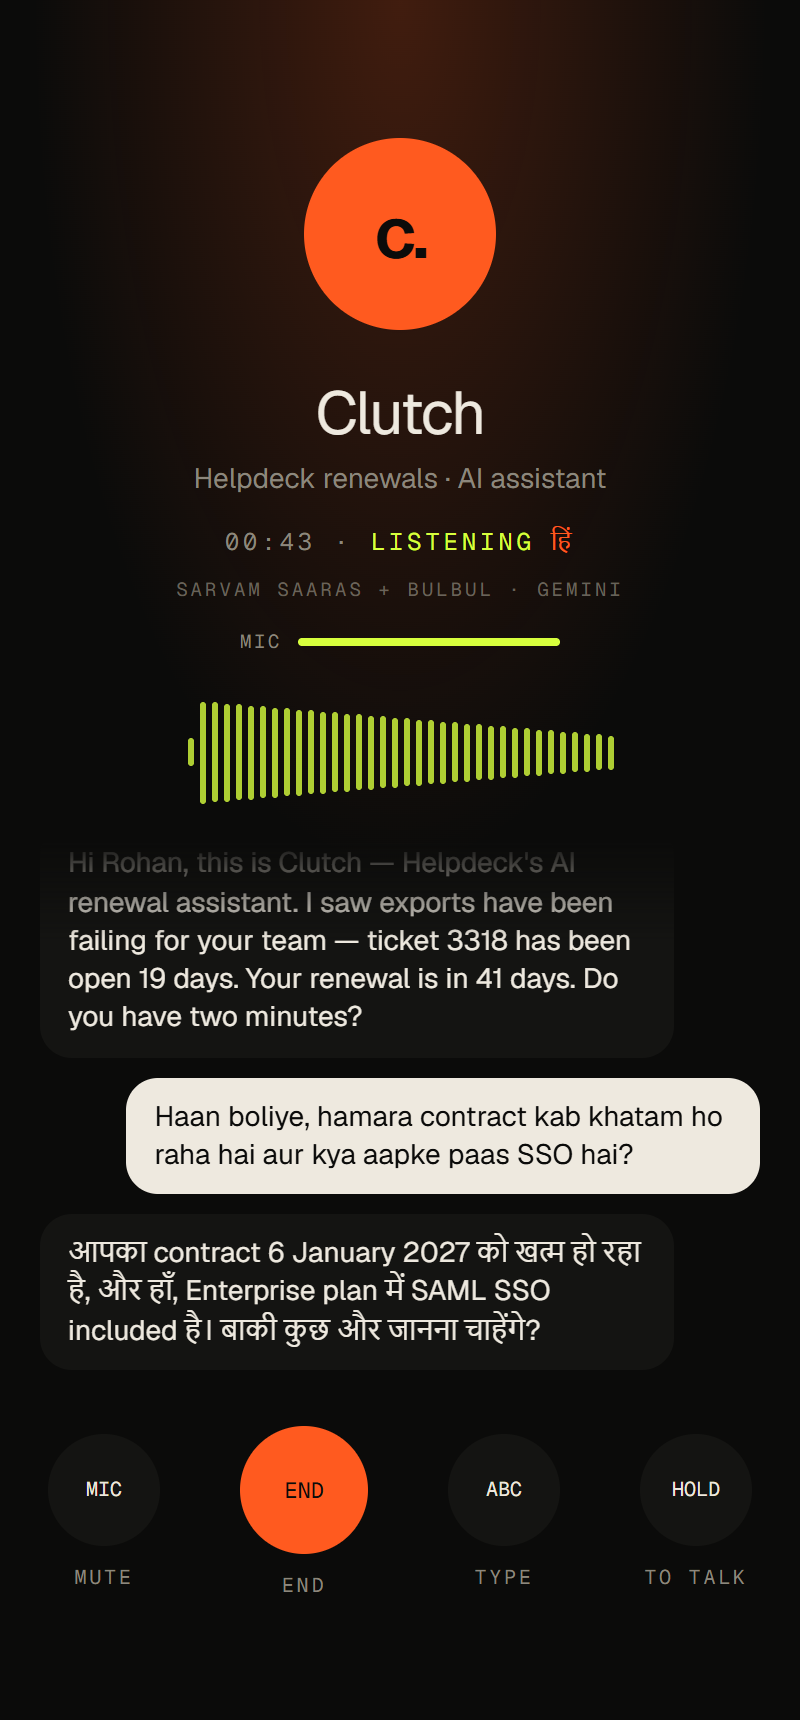 c.
Clutch
Helpdeck renewals · AI assistant
00:43 · LISTENING हिं
SARVAM SAARAS + BULBUL · GEMINI
MIC
Hi Rohan, this is Clutch — Helpdeck's AI
renewal assistant. I saw exports have been
failing for your team — ticket 3318 has been
open 19 days. Your renewal is in 41 days. Do
you have two minutes?
Haan boliye, hamara contract kab khatam ho
raha hai aur kya aapke paas SSO hai?
आपका contract 6 January 2027 को खत्म हो रहा
है, और हाँ, Enterprise plan में SAML SSO
included है। बाकी कुछ और जानना चाहेंगे?
MIC END ABC HOLD
MUTE END TYPE TO TALK